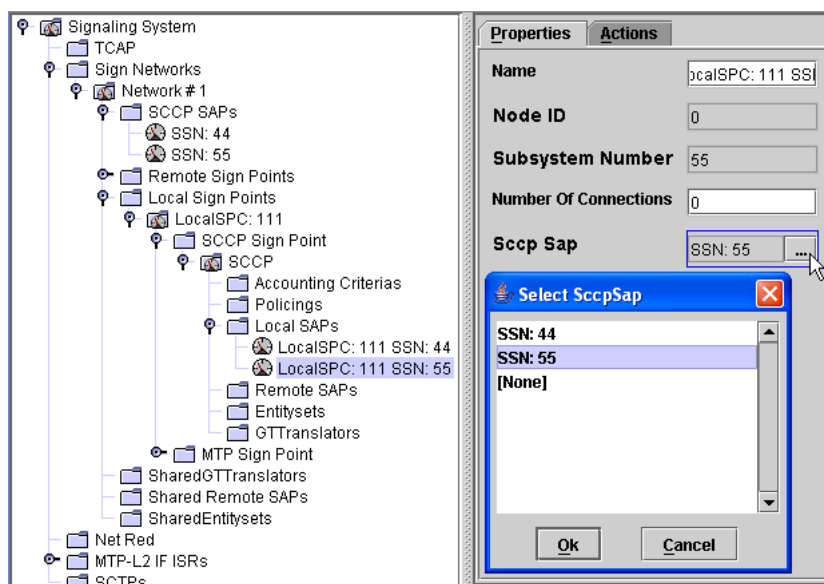 Signaling System
TCAP
Sign Networks
Network # 1
SCCP SAPs
SSN: 44
SSN: 55
Remote Sign Points
Local Sign Points
LocalSPC: 111
SCCP Sign Point
SCCP
Accounting Criterias
Policings
Local SAPs
LocalSPC: 111 SSN: 44
LocalSPC: 111 SSN: 55
Remote SAPs
Entitysets
GTTranslators
MTP Sign Point
SharedGTTranslators
Shared Remote SAPs
SharedEntitysets
Net Red
MTP-L2 IF ISRs
SCTPs
Properties Actions
Name ocalSPC: 111 SSI
Node ID 0
Subsystem Number 55
Number Of Connections 0
Sccp Sap SSN: 55 ...
Select SccpSap
SSN: 44
SSN: 55
[None]
Ok Cancel